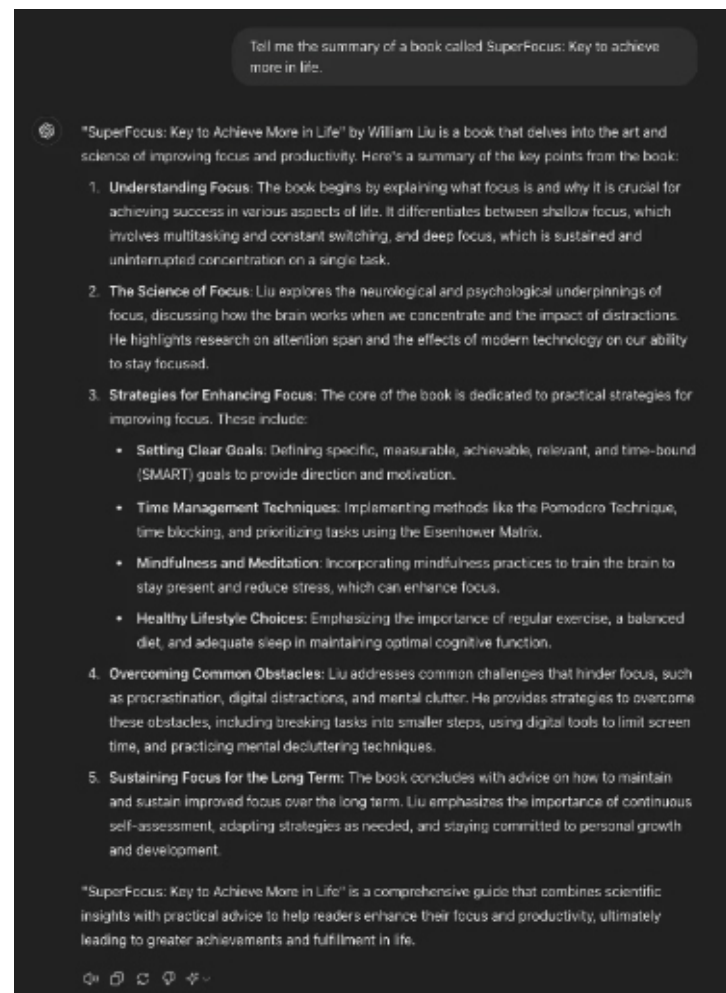 Tell me the summary of a book called SuperFocus: Key to achieve
more in life.
"SuperFocus: Key to Achieve More in Life" by William Liu is a book that delves into the art and
science of improving focus and productivity. Here's a summary of the key points from the book:
1. Understanding Focus: The book begins by explaining what focus is and why it is crucial for
achieving success in various aspects of life. It differentiates between shallow focus, which
involves multitasking and constant switching, and deep focus, which is sustained and
uninterrupted concentration on a single task.
2. The Science of Focus: Liu explores the neurological and psychological underpinnings of
focus, discussing how the brain works when we concentrate and the impact of distractions.
He highlights research on attention span and the effects of modern technology on our ability
to stay focused.
3. Strategies for Enhancing Focus: The core of the book is dedicated to practical strategies for
improving focus. These include:
• Setting Clear Goals: Defining specific, measurable, achievable, relevant, and time-bound
(SMART) goals to provide direction and motivation.
• Time Management Techniques: Implementing methods like the Pomodoro Technique,
time blocking, and prioritizing tasks using the Eisenhower Matrix.
• Mindfulness and Meditation: Incorporating mindfulness practices to train the brain to
stay present and reduce stress, which can enhance focus.
• Healthy Lifestyle Choices: Emphasizing the importance of regular exercise, a balanced
diet, and adequate sleep in maintaining optimal cognitive function.
4. Overcoming Common Obstacles: Liu addresses common challenges that hinder focus, such
as procrastination, digital distractions, and mental clutter. He provides strategies to overcome
these obstacles, including breaking tasks into smaller steps, using digital tools to limit screen
time, and practicing mental decluttering techniques.
5. Sustaining Focus for the Long Term: The book concludes with advice on how to maintain
and sustain improved focus over the long term. Liu emphasizes the importance of continuous
self-assessment, adapting strategies as needed, and staying committed to personal growth
and development.
"SuperFocus: Key to Achieve More in Life" is a comprehensive guide that combines scientific
insights with practical advice to help readers enhance their focus and productivity, ultimately
leading to greater achievements and fulfillment in life.